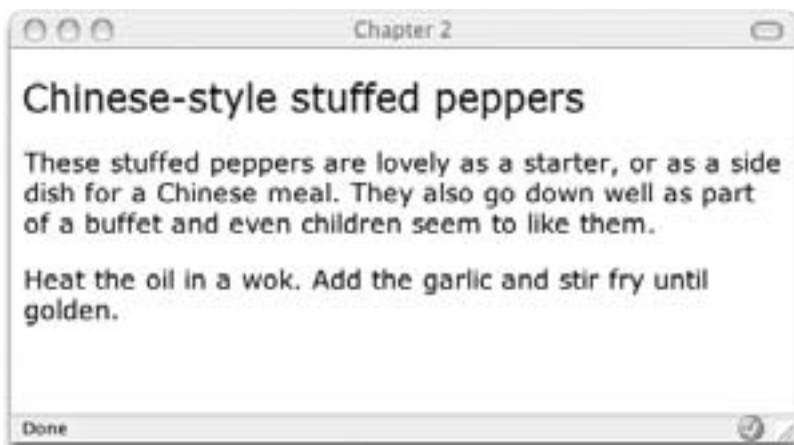 Chapter 2
Chinese-style stuffed peppers
These stuffed peppers are lovely as a starter, or as a side
dish for a Chinese meal. They also go down well as part
of a buffet and even children seem to like them.
Heat the oil in a wok. Add the garlic and stir fry until
golden.
Done